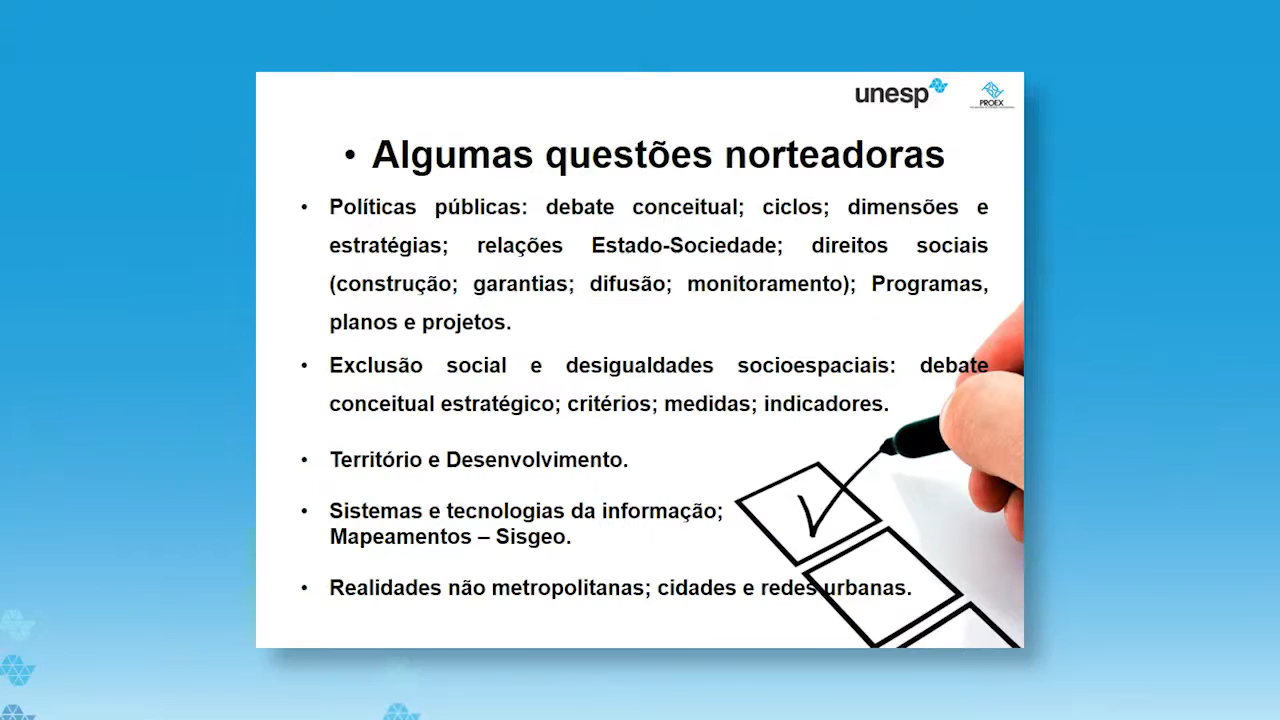 unesp
PROEX
• Algumas questões norteadoras
• Políticas públicas: debate conceitual; ciclos; dimensões e
estratégias; relações Estado-Sociedade; direitos sociais
(construção; garantias; difusão; monitoramento); Programas,
planos e projetos.
• Exclusão social e desigualdades socioespaciais: debate
conceitual estratégico; critérios; medidas; indicadores.
• Território e Desenvolvimento.
• Sistemas e tecnologias da informação;
Mapeamentos – Sisgeo.
• Realidades não metropolitanas; cidades e redes urbanas.